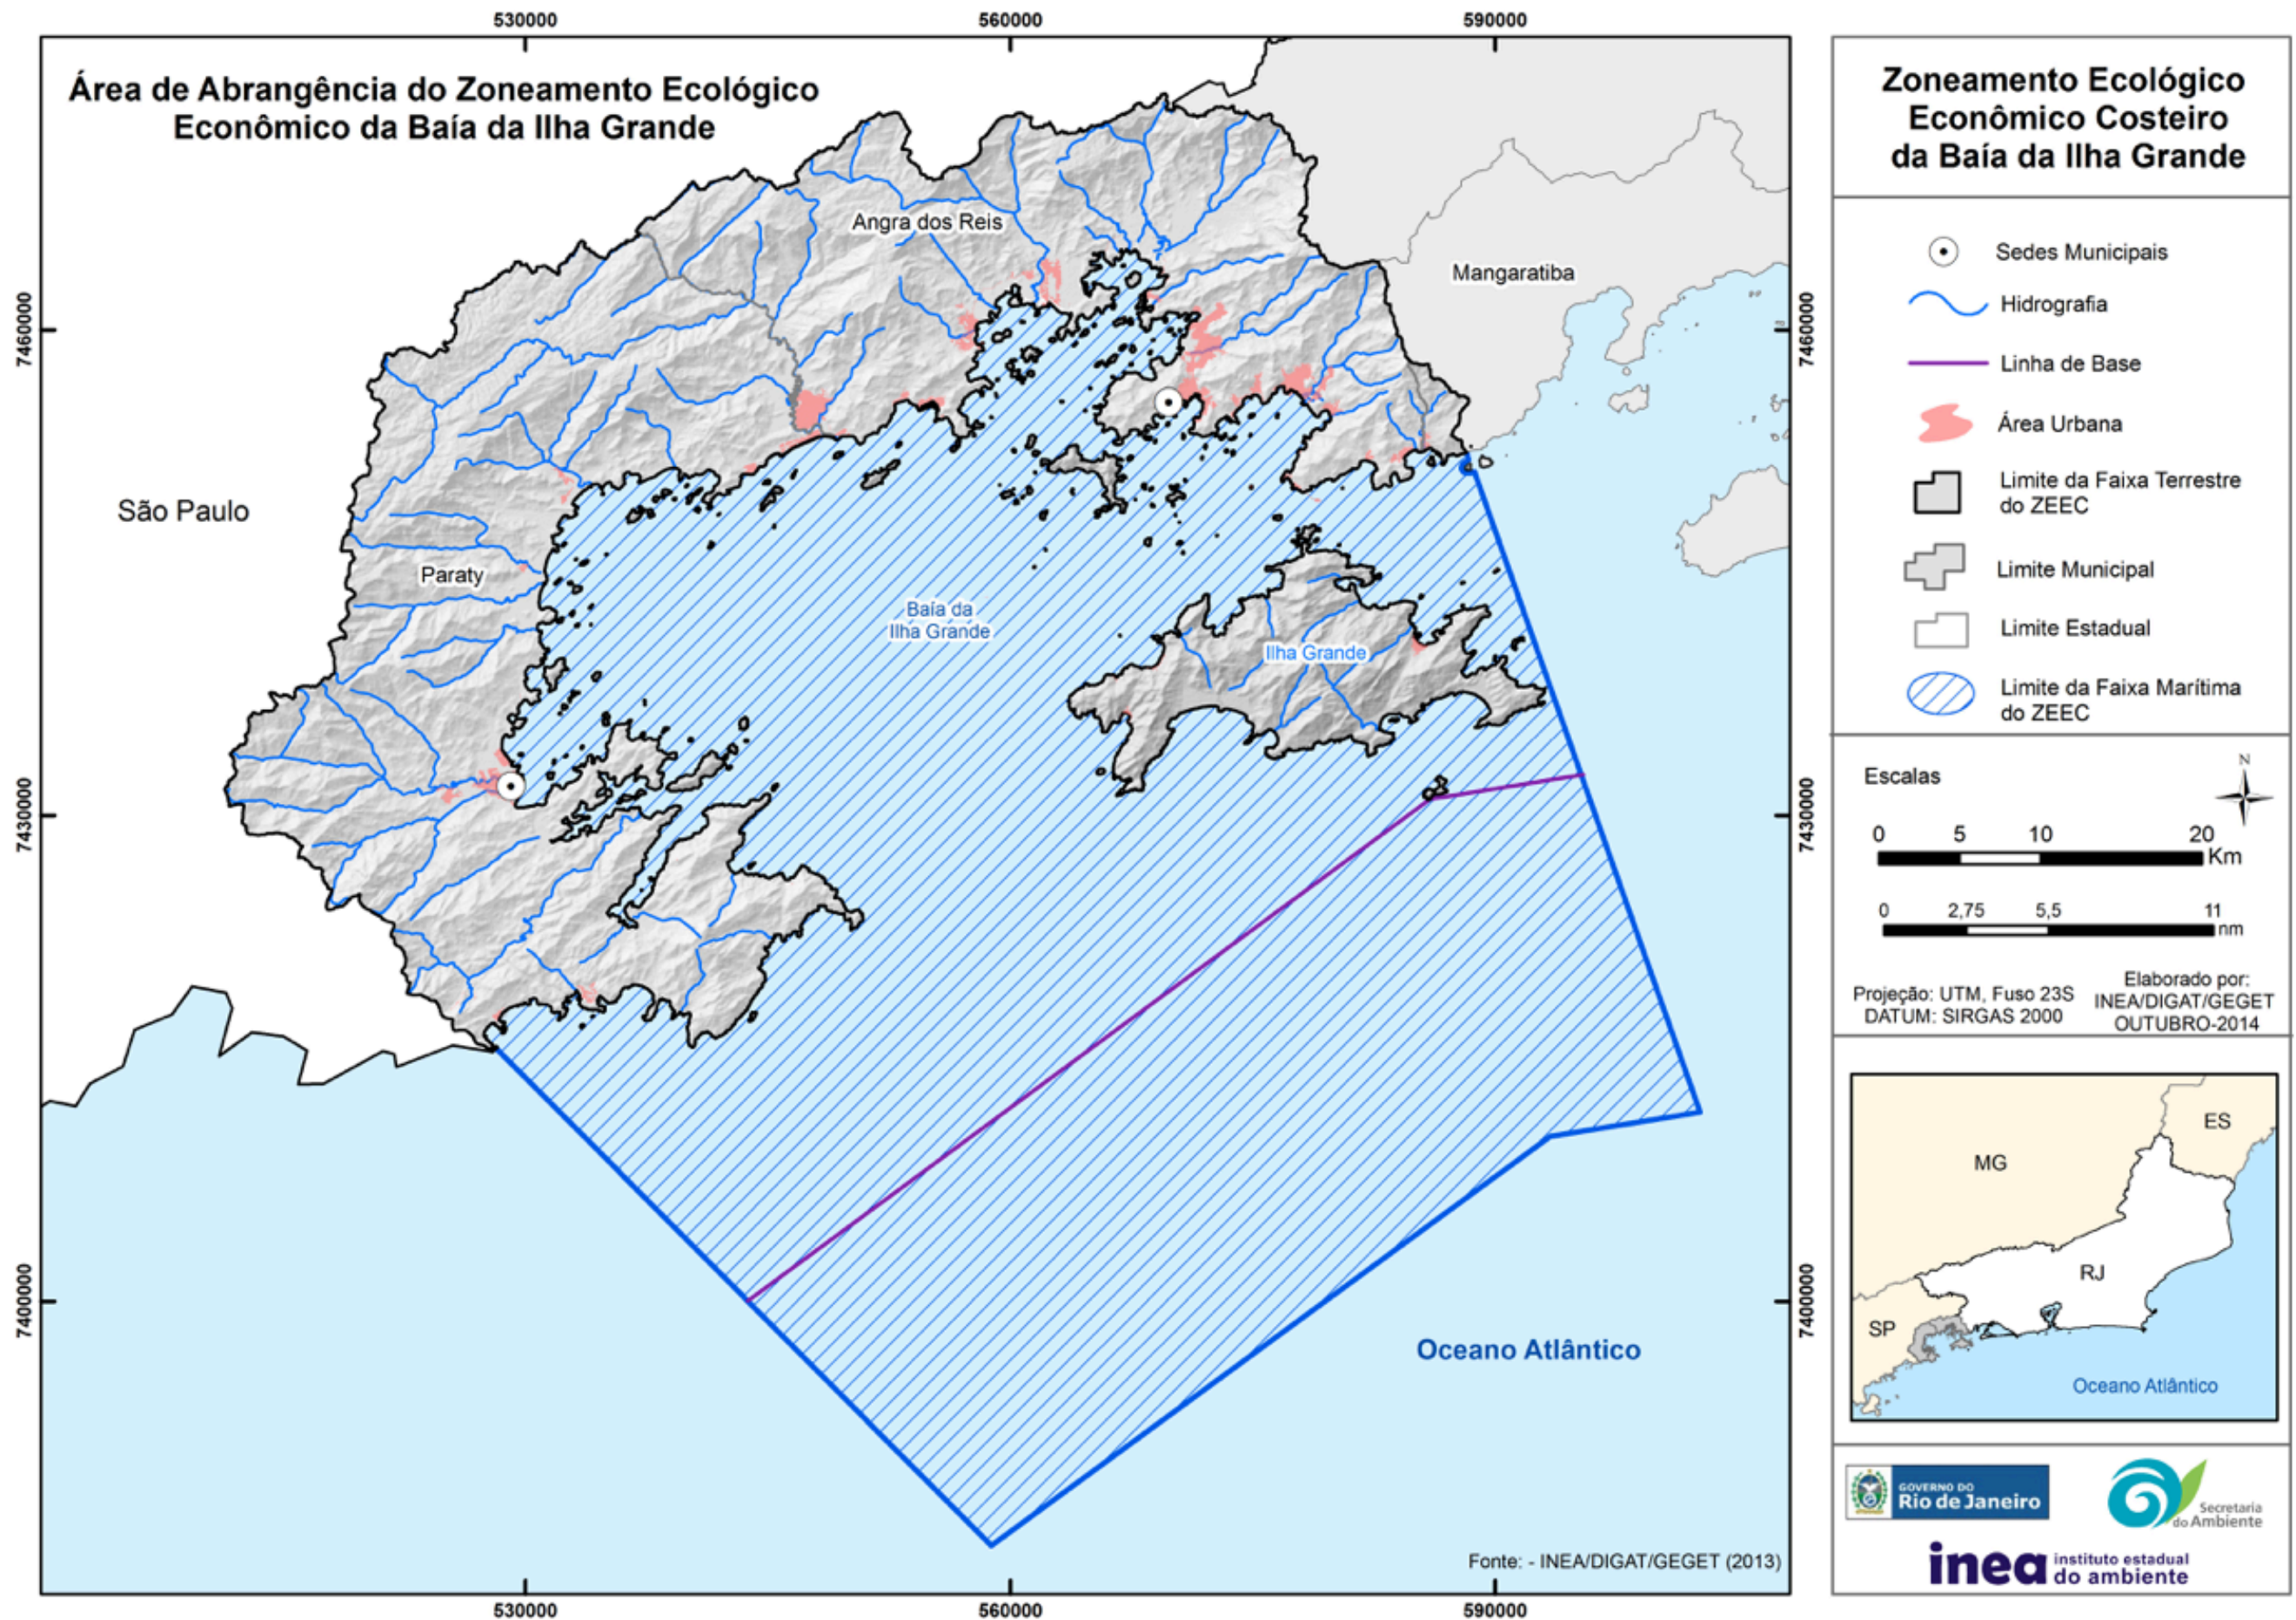 530000
560000
590000
Área de Abrangência do Zoneamento Ecológico
Econômico da Baía da Ilha Grande
Angra dos Reis
Mangaratiba
7460000
7460000
São Paulo
Paraty
Baía da
Ilha Grande
Ilha Grande
7430000
7430000
7400000
7400000
Oceano Atlântico
Fonte: - INEA/DIGAT/GEGET (2013)
530000
560000
590000
Zoneamento Ecológico
Econômico Costeiro
da Baía da Ilha Grande
Sedes Municipais
Hidrografia
Linha de Base
Área Urbana
Limite da Faixa Terrestre
do ZEEC
Limite Municipal
Limite Estadual
Limite da Faixa Marítima
do ZEEC
Escalas
N
0 5 10 20
Km
0 2,75 5,5 11
nm
Projeção: UTM, Fuso 23S
DATUM: SIRGAS 2000
Elaborado por:
INEA/DIGAT/GEGET
OUTUBRO-2014
ES
MG
RJ
SP
Oceano Atlântico
GOVERNO DO
Rio de Janeiro
Secretaria
do Ambiente
inea instituto estadual
do ambiente